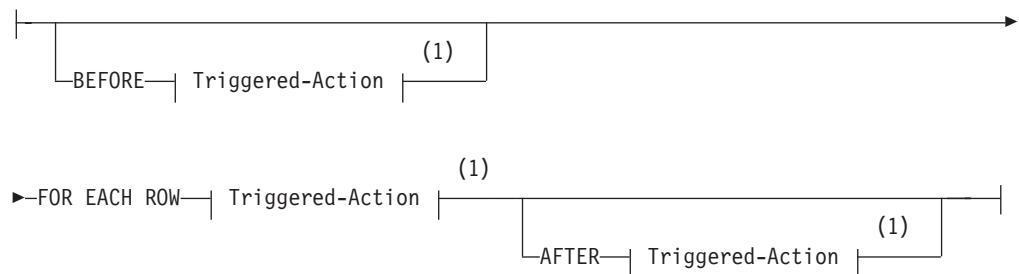 (1)
BEFORE Triggered-Action
(1)
FOR EACH ROW Triggered-Action
(1)
AFTER Triggered-Action